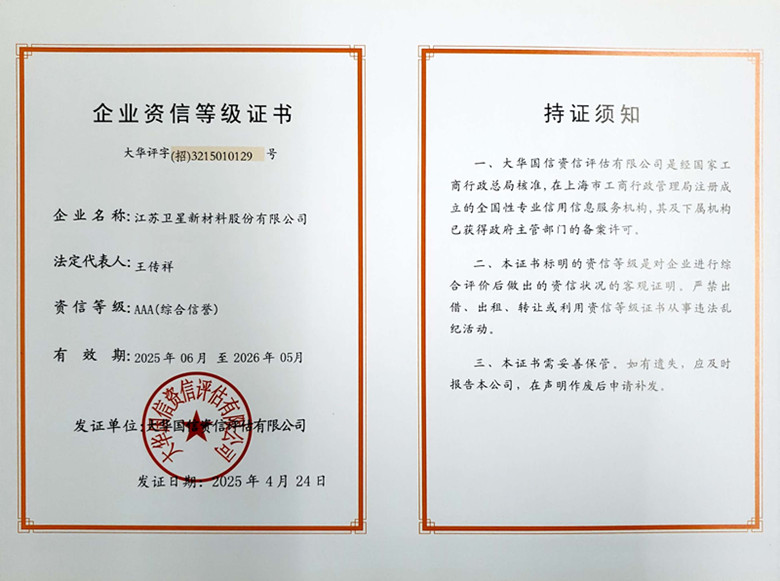 企业资信等级证书
大华评字(招)3215010129 号
企业名称:江苏卫星新材料股份有限公司
法定代表人:王传祥
资信等级:AAA(综合信誉)
有效期:2025年06月 至 2026年05月
发证单位:大华国信资信评估有限公司
大华国信资信评估有限公司
发证日期: 2025年4月24日
持证须知
一、大华国信资信评估有限公司是经国家工
商行政总局核准,在上海市工商行政管理局注册成
立的全国性专业信用信息服务机构,其及下属机构
已获得政府主管部门的备案许可。
二、本证书标明的资信等级是对企业进行综
合评价后做出的资信状况的客观证明。严禁出
借、出租、转让或利用资信等级证书从事违法乱
纪活动。
三、本证书需妥善保管。如有遗失,应及时
报告本公司,在声明作废后申请补发。